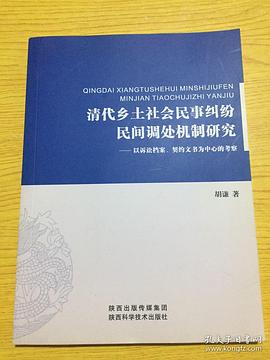 QINGDAI XIANGTUSHEHUI MINSHIJIUFEN
MINJIAN TIAOCHUJIZHI YANJIU
清代乡土社会民事纠纷
民间调处机制研究
——以诉讼档案、契约文书为中心的考察
胡谦 著
陕西出版传媒集团
陕西科学技术出版社